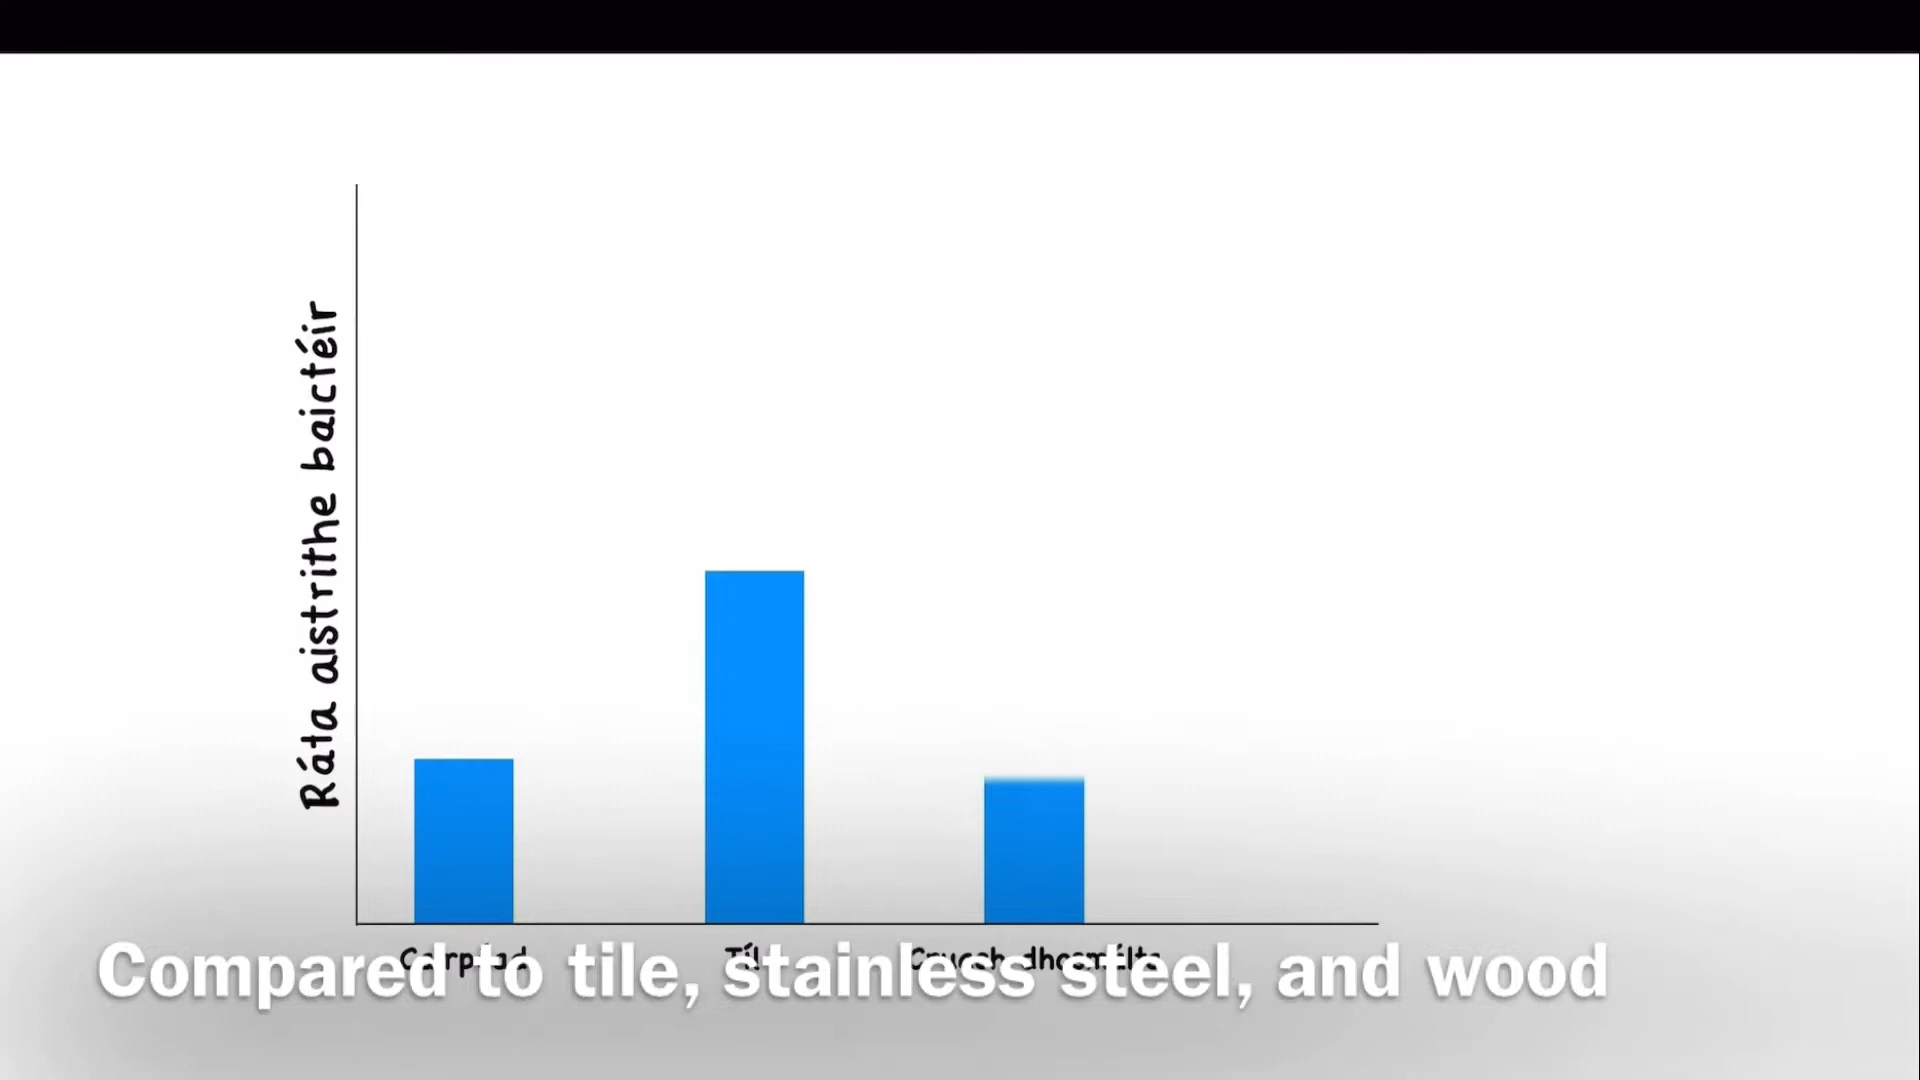 Ráta aistrithe baictéir
Compared to tile, stainless steel, and wood